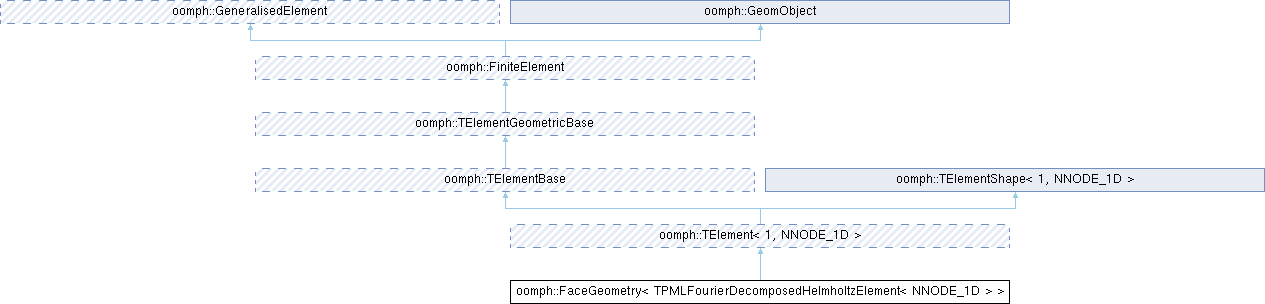 oomph::GeneralisedElement
oomph::GeomObject
oomph::FiniteElement
oomph::TElementGeometricBase
oomph::TElementBase
oomph::TElementShape< 1, NNODE_1D >
oomph::TElement< 1, NNODE_1D >
oomph::FaceGeometry< TPMLFourierDecomposedHelmholtzElement< NNODE_1D > >